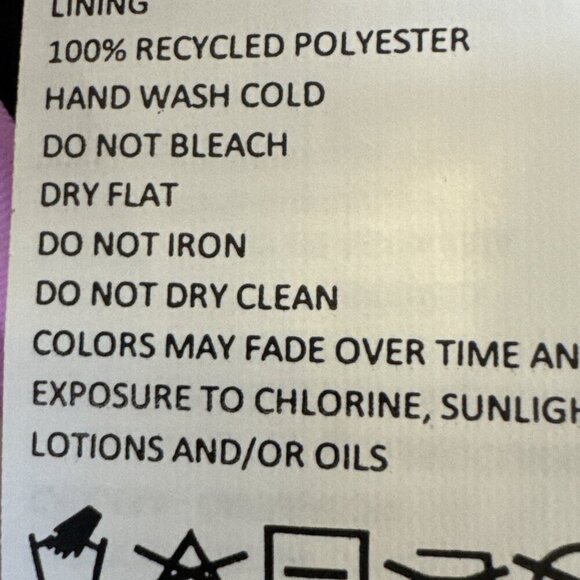 LINING
100% RECYCLED POLYESTER
HAND WASH COLD
DO NOT BLEACH
DRY FLAT
DO NOT IRON
DO NOT DRY CLEAN
COLORS MAY FADE OVER TIME AN
EXPOSURE TO CHLORINE, SUNLIGH
LOTIONS AND/OR OILS